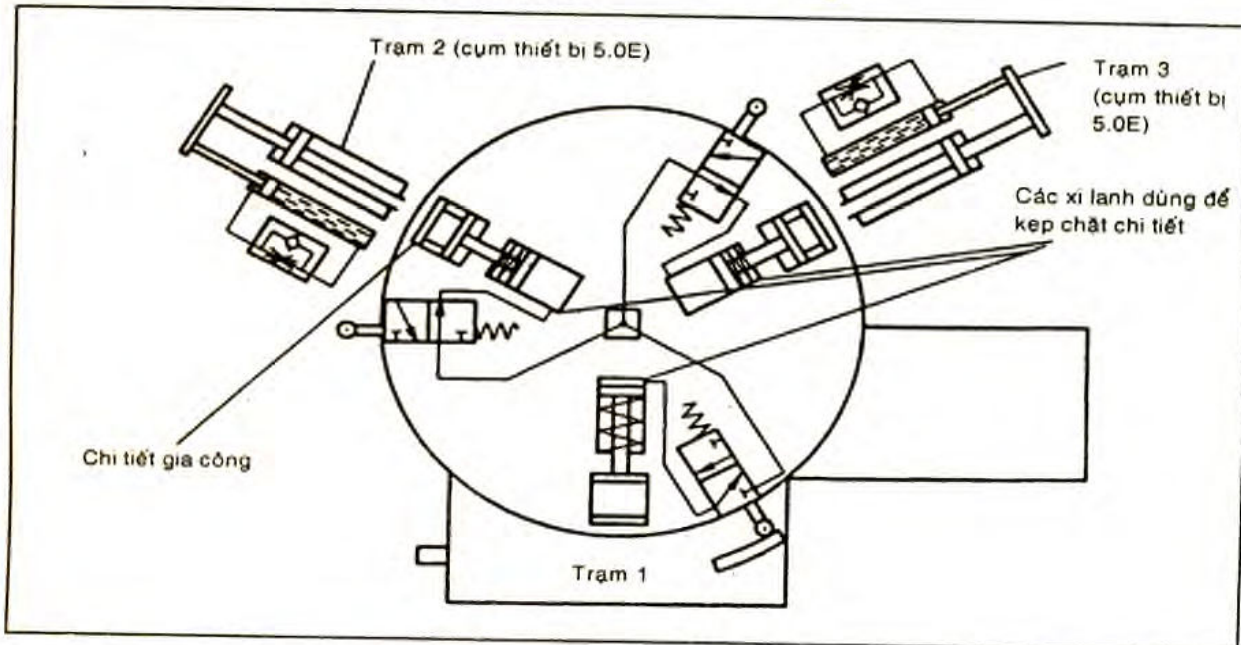 Trạm 2 (cụm thiết bị 5.0E)
Trạm 3
(cụm thiết bị
5.0E)
Các xi lanh dùng để
kẹp chặt chi tiết
Chi tiết gia công
Trạm 1